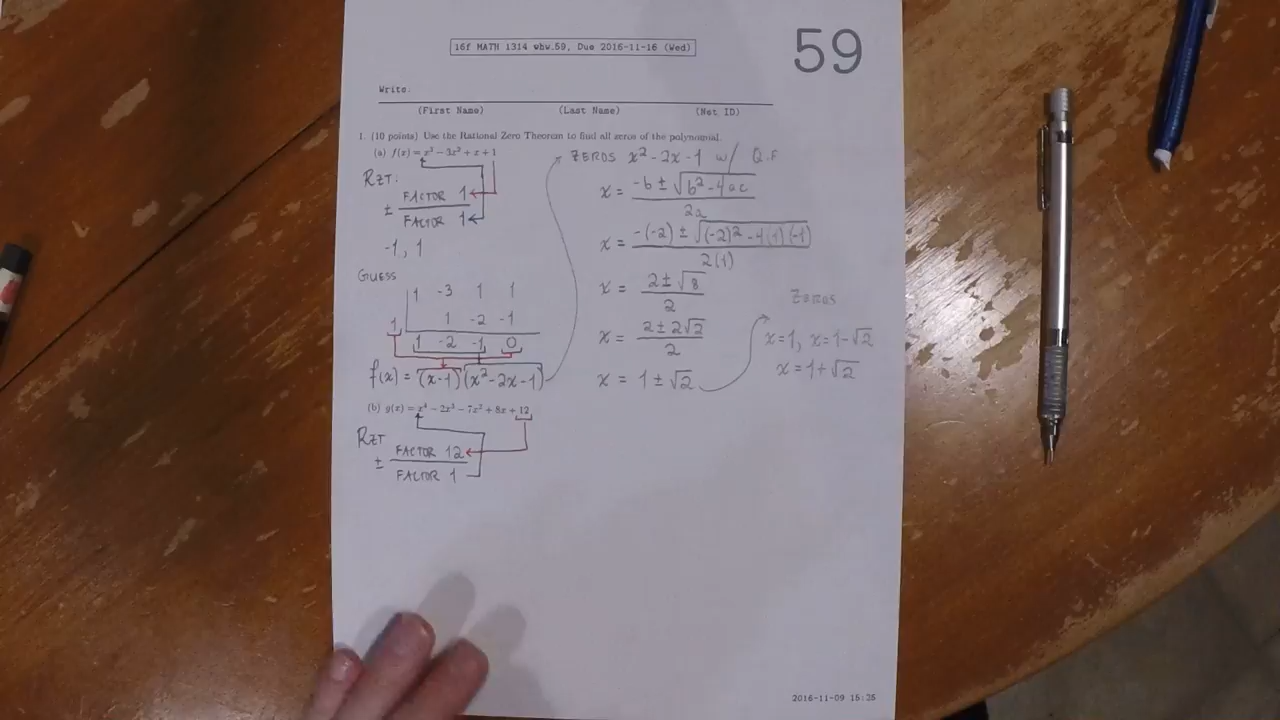 16f MATH 1314 whw.59, Due 2016-11-16 (Wed)
59
Write:
(First Name) (Last Name) (Net ID)
1. (10 points) Use the Rational Zero Theorem to find all zeros of the polynomial.
(a) f(x) = x³ − 3x² + x + 1
RZT:
± FACTOR 1 / FACTOR 1
-1, 1
GUESS
1 -3 1 1
1 -2 -1
1
1 -2 -1 0
f(x) = (x-1)(x²-2x-1)
ZEROS x²-2x-1 w/ Q.F
x = (-b ± √(b²-4ac)) / 2a
x = (-(-2) ± √((-2)²-4(1)(-1))) / 2(1)
x = (2 ± √8) / 2
x = (2 ± 2√2) / 2
x = 1 ± √2
ZEROS
x=1, x=1-√2
x=1+√2
(b) g(x) = x⁴ − 2x³ − 7x² + 8x + 12
RZT
± FACTOR 12 / FACTOR 1
2016-11-09 15:25